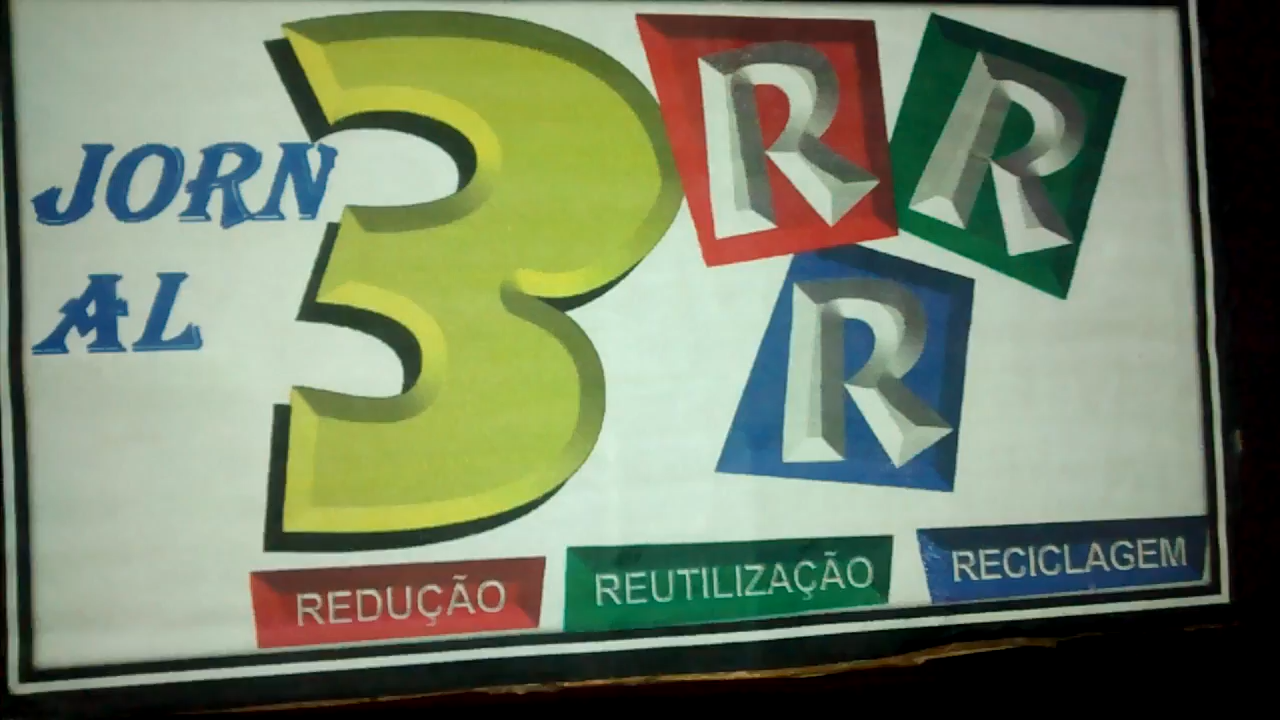 JORN
AL
3
R R
R
REDUÇÃO REUTILIZAÇÃO RECICLAGEM